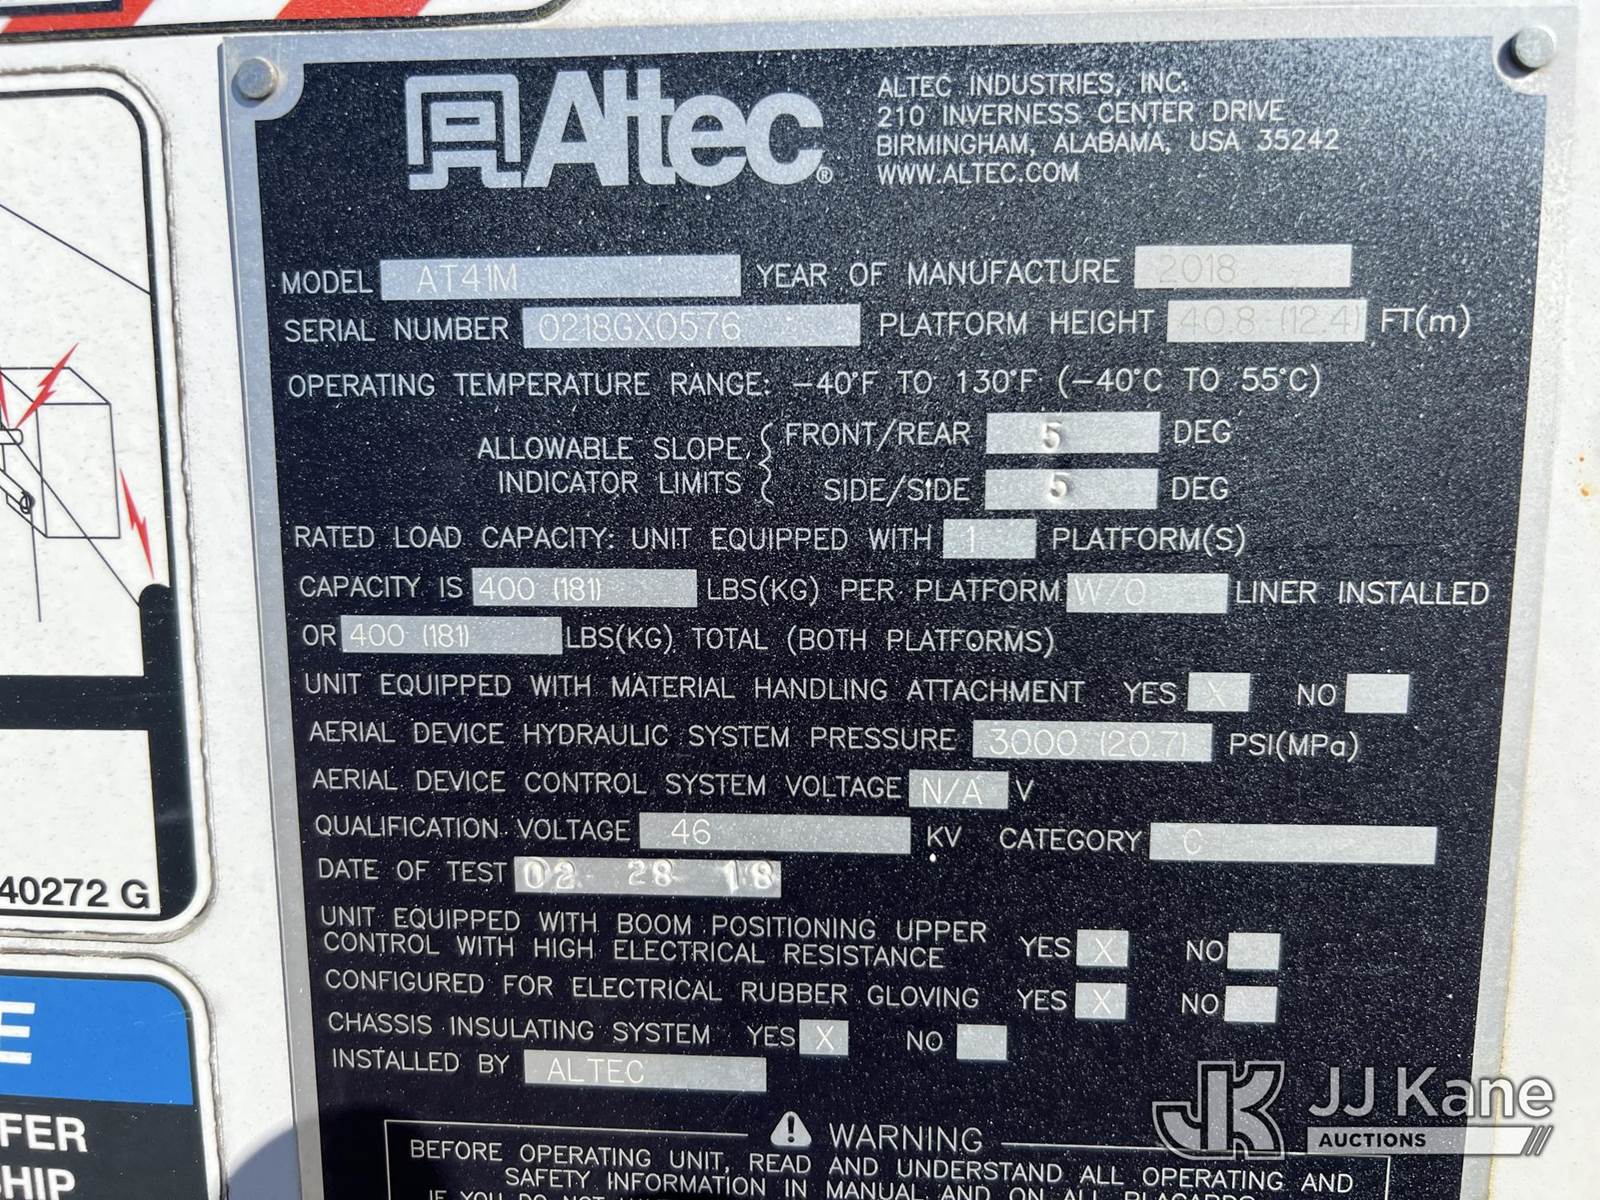 Altec®
ALTEC INDUSTRIES, INC.
210 INVERNESS CENTER DRIVE
BIRMINGHAM, ALABAMA, USA 35242
WWW.ALTEC.COM
MODEL AT41M YEAR OF MANUFACTURE 2018
SERIAL NUMBER 0218GX0576 PLATFORM HEIGHT 40.8 (12.4) FT(m)
OPERATING TEMPERATURE RANGE: -40°F TO 130°F (-40°C TO 55°C)
ALLOWABLE SLOPE INDICATOR LIMITS { FRONT/REAR 5 DEG
SIDE/SIDE 5 DEG
RATED LOAD CAPACITY: UNIT EQUIPPED WITH 1 PLATFORM(S)
CAPACITY IS 400 (181) LBS(KG) PER PLATFORM W/O LINER INSTALLED
OR 400 (181) LBS(KG) TOTAL (BOTH PLATFORMS)
UNIT EQUIPPED WITH MATERIAL HANDLING ATTACHMENT YES X NO
AERIAL DEVICE HYDRAULIC SYSTEM PRESSURE 3000 (20.7) PSI(MPa)
AERIAL DEVICE CONTROL SYSTEM VOLTAGE N/A V
QUALIFICATION VOLTAGE 46 KV CATEGORY C
DATE OF TEST 02 28 18
UNIT EQUIPPED WITH BOOM POSITIONING UPPER
CONTROL WITH HIGH ELECTRICAL RESISTANCE YES X NO
CONFIGURED FOR ELECTRICAL RUBBER GLOVING YES X NO
CHASSIS INSULATING SYSTEM YES X NO
INSTALLED BY ALTEC
WARNING
BEFORE OPERATING UNIT, READ AND UNDERSTAND ALL OPERATING AND
SAFETY INFORMATION IN MANUAL AND ON ALL PLACARDS.
IF YOU DO NOT
40272 G
E
FER
HIP
JK JJ Kane
AUCTIONS